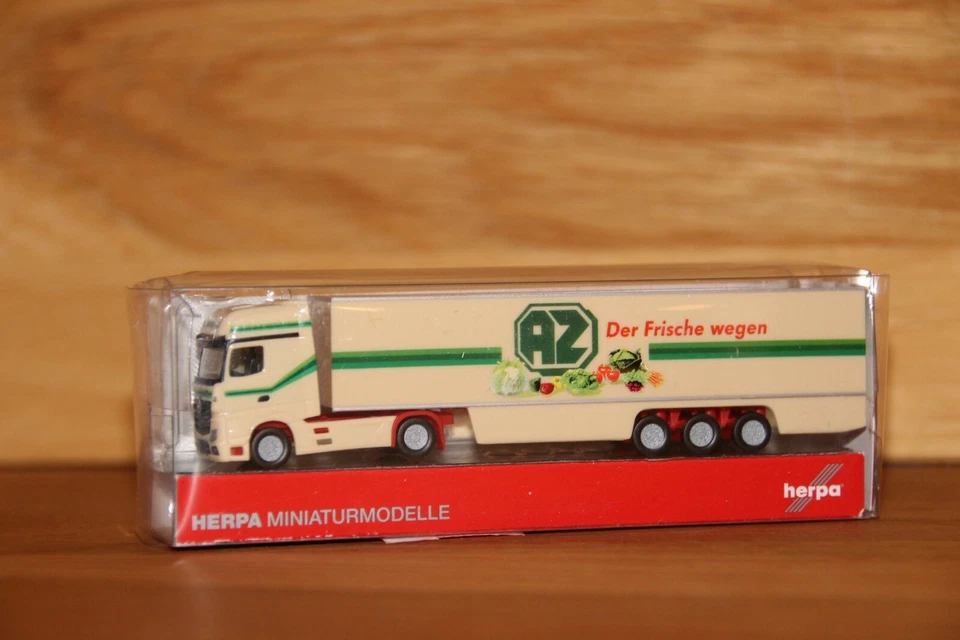 AZ
Der Frische wegen
HERPA MINIATURMODELLE
herpa